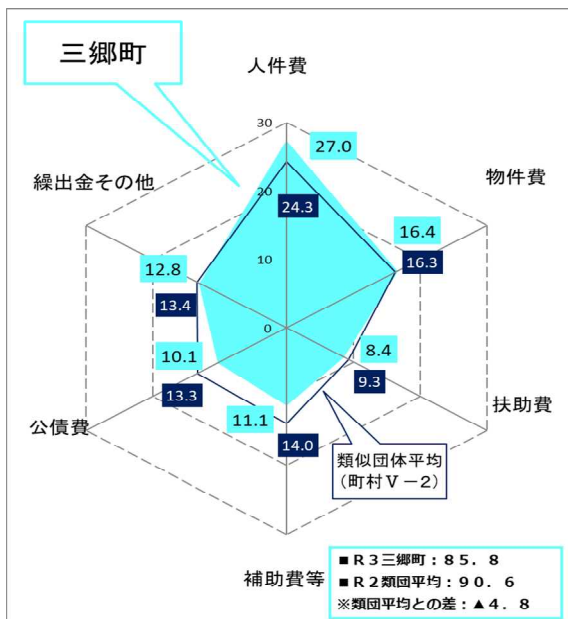 三郷町
人件費
30
27.0
繰出金その他
物件費
20
24.3
16.4
16.3
12.8
10
13.4
0
8.4
10.1
9.3
13.3
扶助費
公債費
11.1
14.0
類似団体平均
(町村Ⅴ－2)
補助費等
■R3三郷町：85．8
■R2類団平均：90．6
※類団平均との差：▲4．8